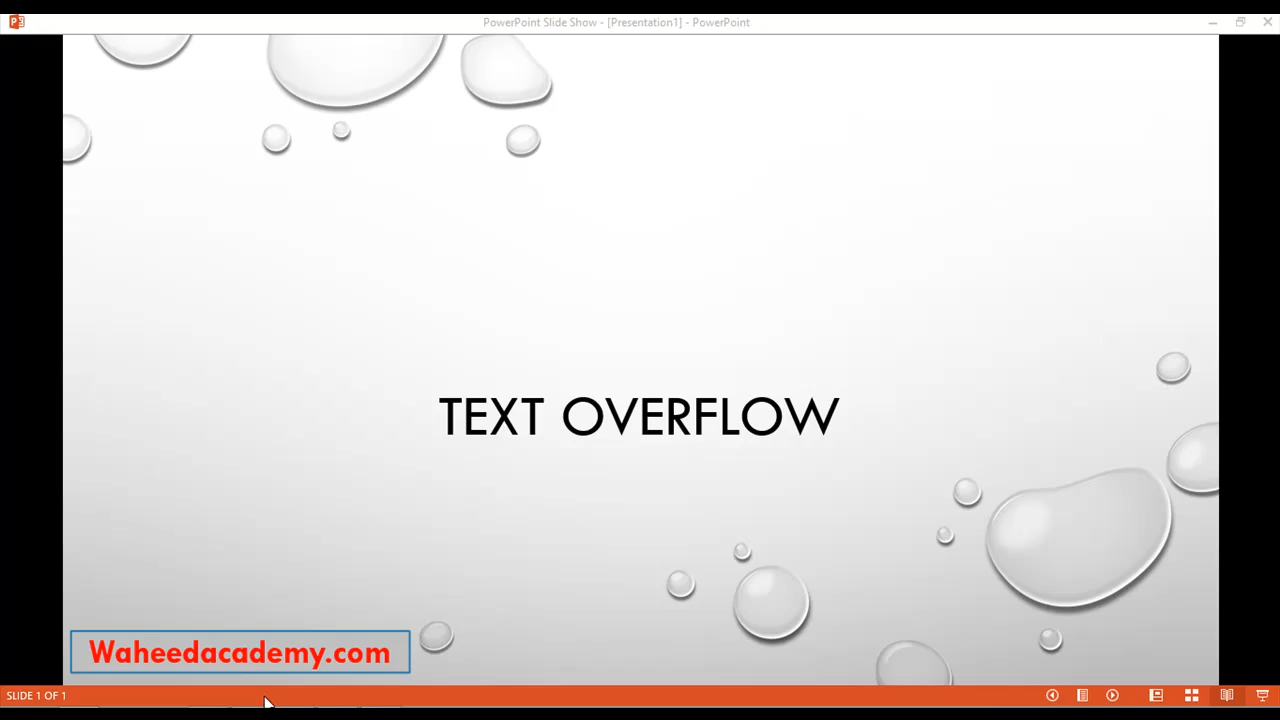 PowerPoint Slide Show - [Presentation1] - PowerPoint
TEXT OVERFLOW
Waheedacademy.com
SLIDE 1 OF 1